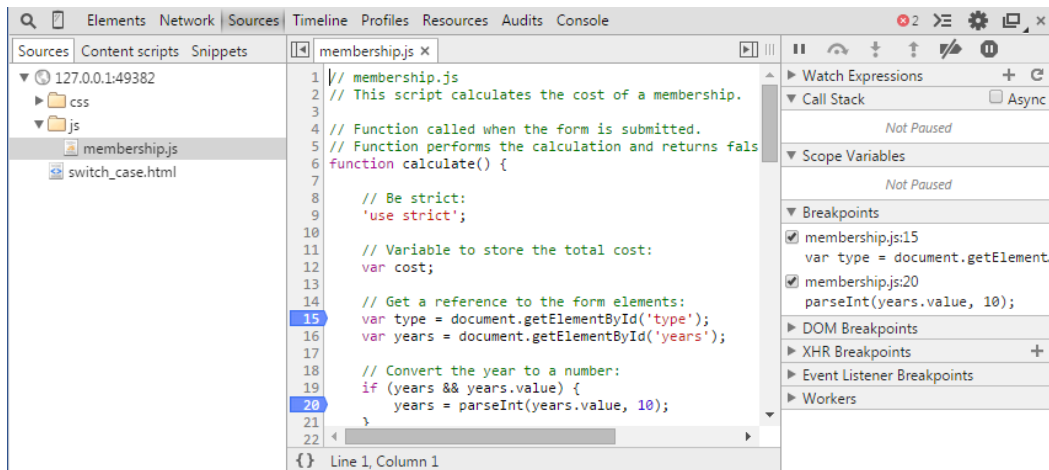 Elements Network Sources Timeline Profiles Resources Audits Console 2
Sources Content scripts Snippets
127.0.0.1:49382
css
js
membership.js
switch_case.html
membership.js ×
1 // membership.js
2 // This script calculates the cost of a membership.
3
4 // Function called when the form is submitted.
5 // Function performs the calculation and returns fals
6 function calculate() {
7
8 // Be strict:
9 'use strict';
10
11 // Variable to store the total cost:
12 var cost;
13
14 // Get a reference to the form elements:
15 var type = document.getElementById('type');
16 var years = document.getElementById('years');
17
18 // Convert the year to a number:
19 if (years && years.value) {
20 years = parseInt(years.value, 10);
21 }
22
{} Line 1, Column 1
Watch Expressions
Call Stack Async
Not Paused
Scope Variables
Not Paused
Breakpoints
membership.js:15
var type = document.getElement
membership.js:20
parseInt(years.value, 10);
DOM Breakpoints
XHR Breakpoints
Event Listener Breakpoints
Workers